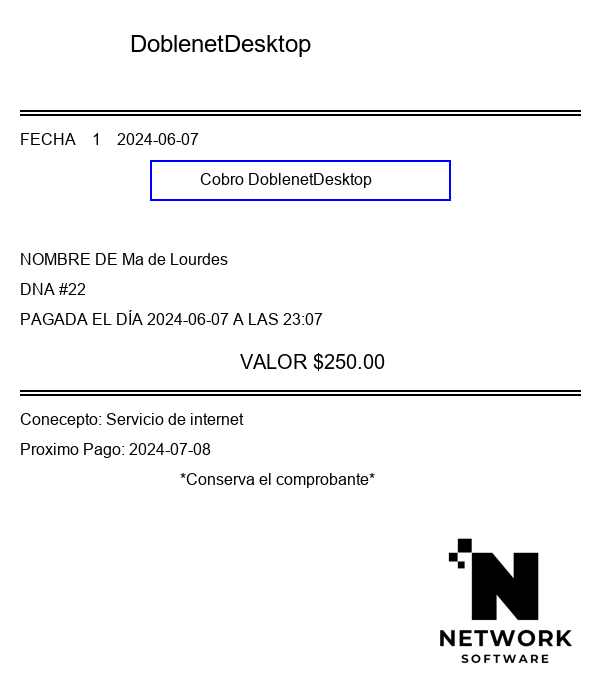 DoblenetDesktop
FECHA 1 2024-06-07
Cobro DoblenetDesktop
NOMBRE DE Ma de Lourdes
DNA #22
PAGADA EL DÍA 2024-06-07 A LAS 23:07
VALOR $250.00
Conecepto: Servicio de internet
Proximo Pago: 2024-07-08
*Conserva el comprobante*
N
NETWORK
SOFTWARE